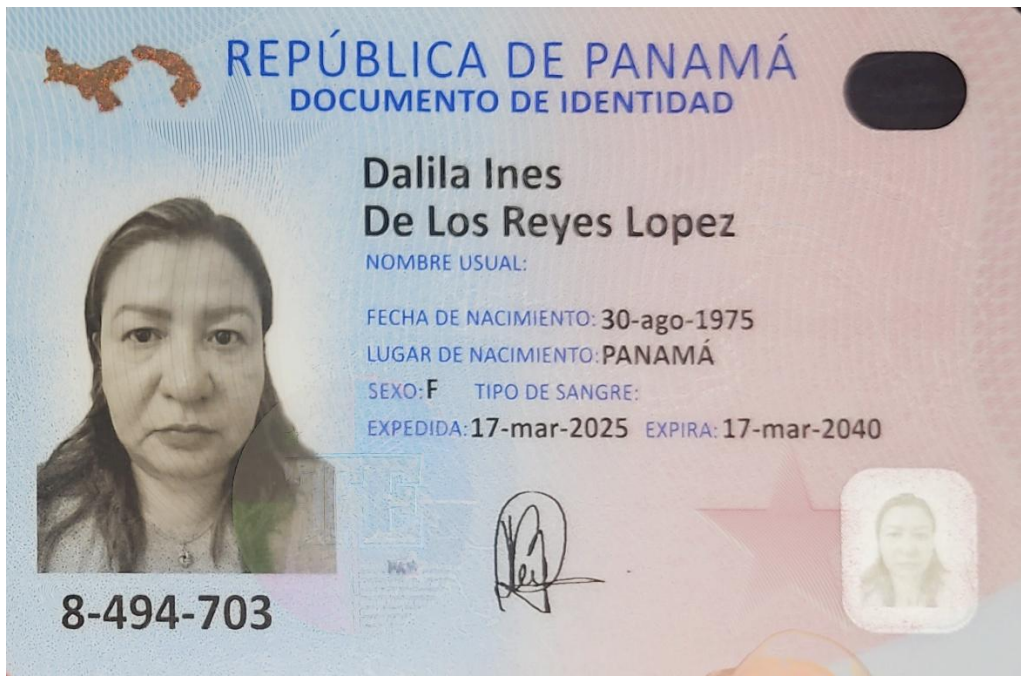 REPÚBLICA DE PANAMÁ
DOCUMENTO DE IDENTIDAD
Dalila Ines
De Los Reyes Lopez
NOMBRE USUAL:
FECHA DE NACIMIENTO: 30-ago-1975
LUGAR DE NACIMIENTO: PANAMÁ
SEXO: F TIPO DE SANGRE:
EXPEDIDA: 17-mar-2025 EXPIRA: 17-mar-2040
TE
PAN
8-494-703